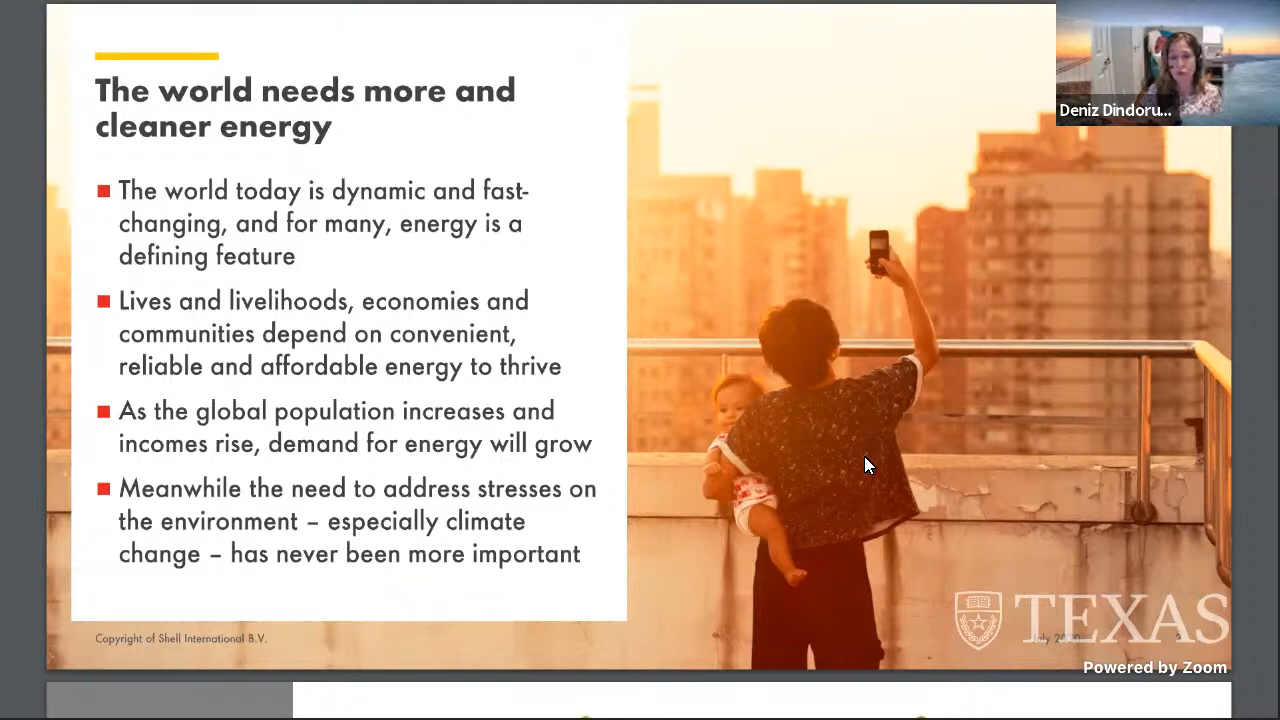 The world needs more and
cleaner energy
The world today is dynamic and fast-
changing, and for many, energy is a
defining feature
Lives and livelihoods, economies and
communities depend on convenient,
reliable and affordable energy to thrive
As the global population increases and
incomes rise, demand for energy will grow
Meanwhile the need to address stresses on
the environment – especially climate
change – has never been more important
Copyright of Shell International B.V.
Deniz Dindoru...
TEXAS
July
Powered by Zoom